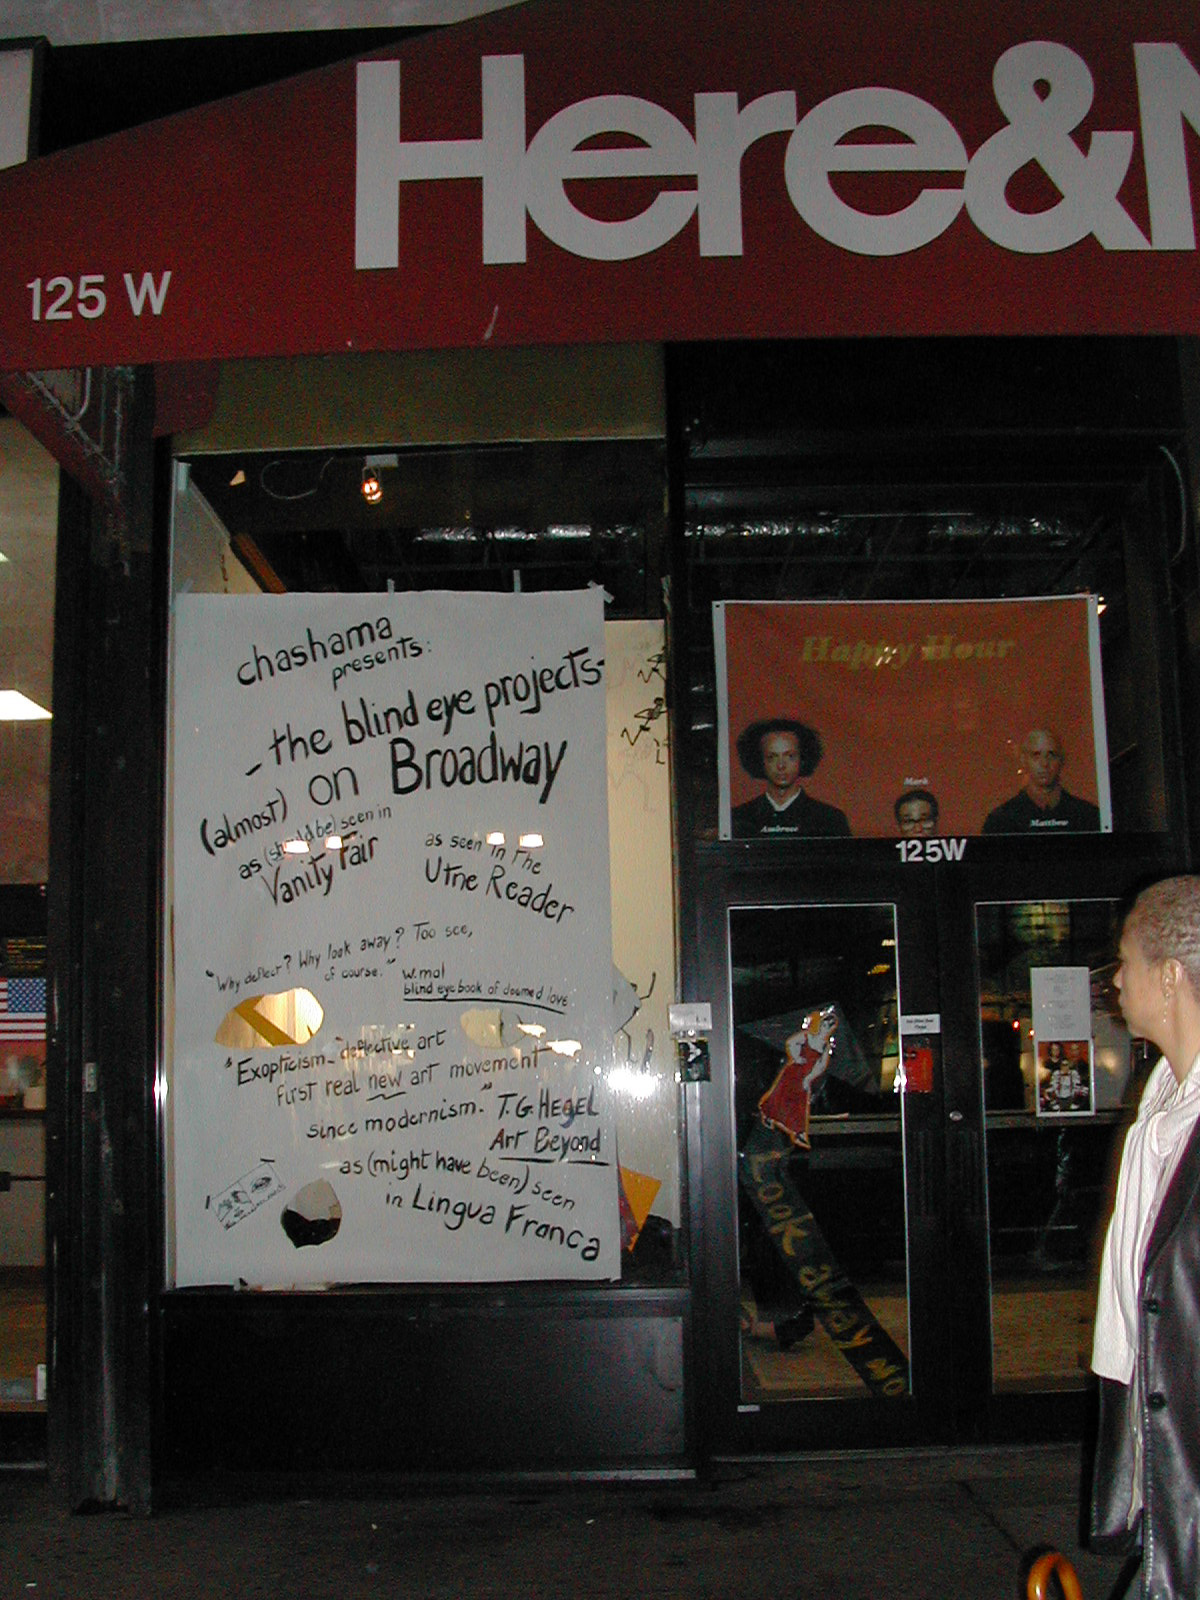 Here&N
125 W
chashama
presents:
- the blind eye projects-
(almost) on Broadway
as (should be) seen in
Vanity Fair
as seen in The
Utne Reader
"Why deflect? Why look away? Too see,
of course."
w. mol
blind eye book of doomed love
"Exopticism - "deflective art
first real new art movement
since modernism." T.G. HEGEL
Art Beyond
as (might have been) seen
in Lingua Franca
Happy Hour
Ambrose
Mark
Matthew
125W
Look away no